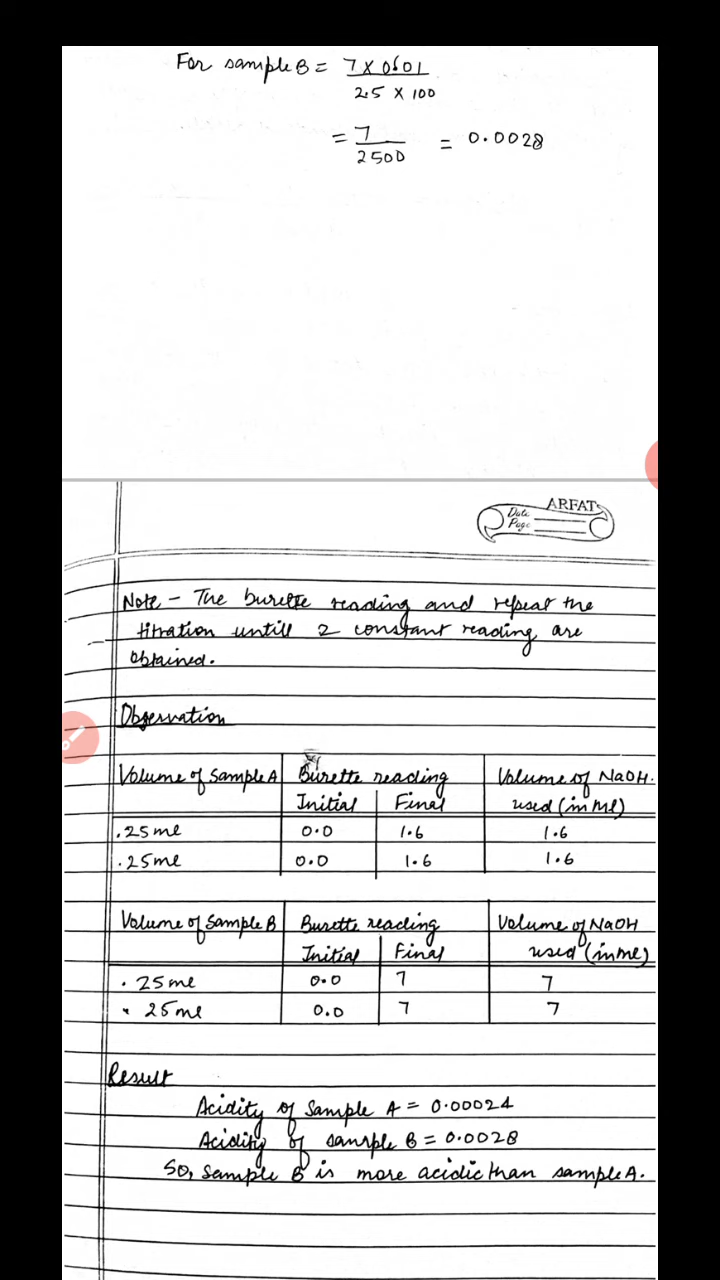 For sample B = 7 X 0.01
25 X 100
= 7
2500
= 0.0028
ARFAT
Date
Page
Note - The burette reading and repeat the
titration untill 2 constant reading are
obtained.
Observation
Volume of Sample A Burette reading Volume of NaOH.
Initial Final used (in ml)
.25ml 0.0 1.6 1.6
.25ml 0.0 1.6 1.6
Volume of Sample B Burette reading Volume of NaOH
Initial Final used (in ml)
. 25ml 0.0 7 7
. 25ml 0.0 7 7
Result
Acidity of Sample A = 0.00024
Acidity of sample B = 0.0028
So, Sample B is more acidic than sample A.